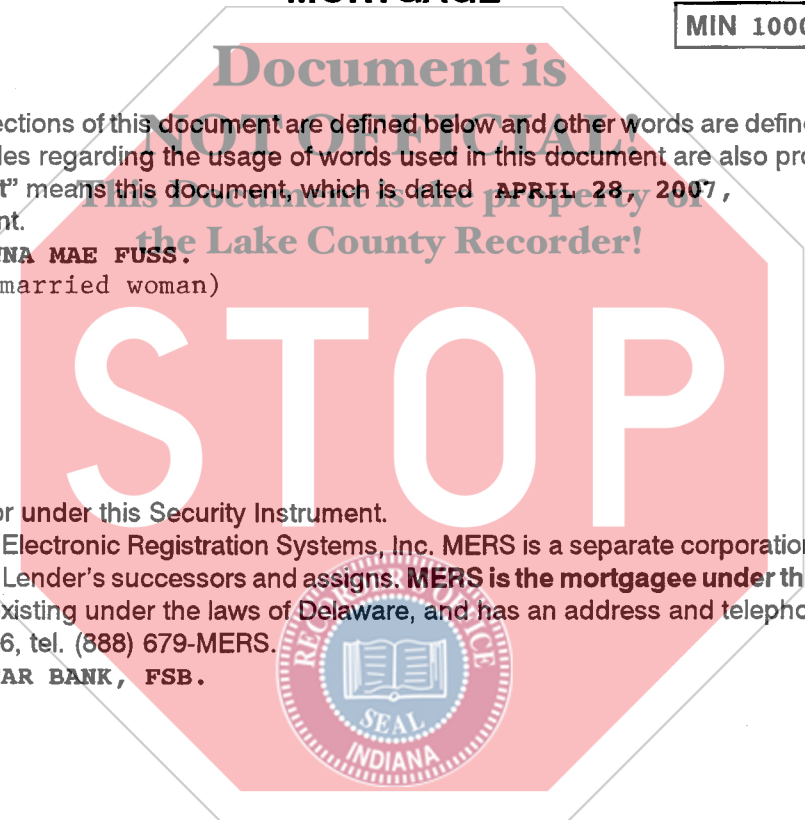 MORTGAGE
MIN 1000
Document is
ections of this document are defined below and other words are define
NOT OFFICIAL!
les regarding the usage of words used in this document are also pro
t" means this document, which is dated APRIL 28, 2007,
This Document is the property of
nt.
the Lake County Recorder!
NA MAE FUSS.
married woman)
STOP
or under this Security Instrument.
Electronic Registration Systems, Inc. MERS is a separate corporation
Lender's successors and assigns. MERS is the mortgagee under th
xisting under the laws of Delaware, and has an address and telepho
6, tel. (888) 679-MERS.
AR BANK, FSB.
RECORDER'S OFFICE
SEAL
INDIANA